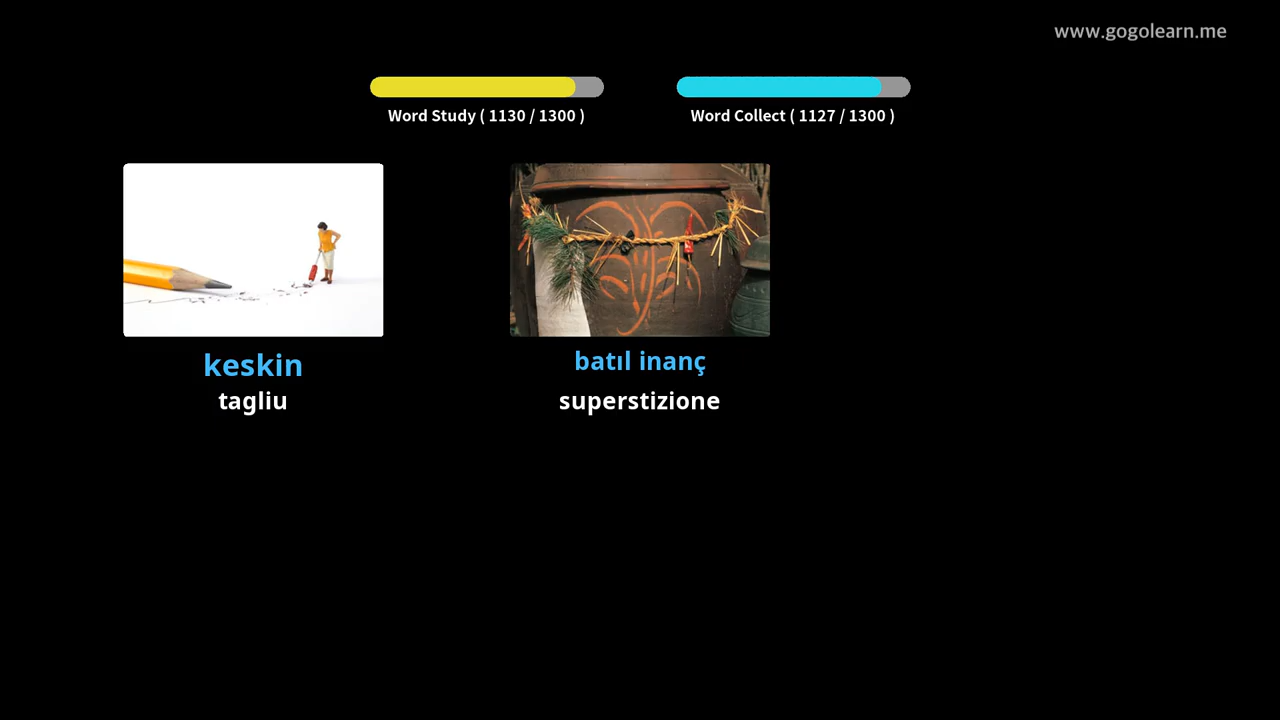 www.gogolearn.me
Word Study ( 1130 / 1300 )
Word Collect ( 1127 / 1300 )
keskin
tagliu
batıl inanç
superstizione